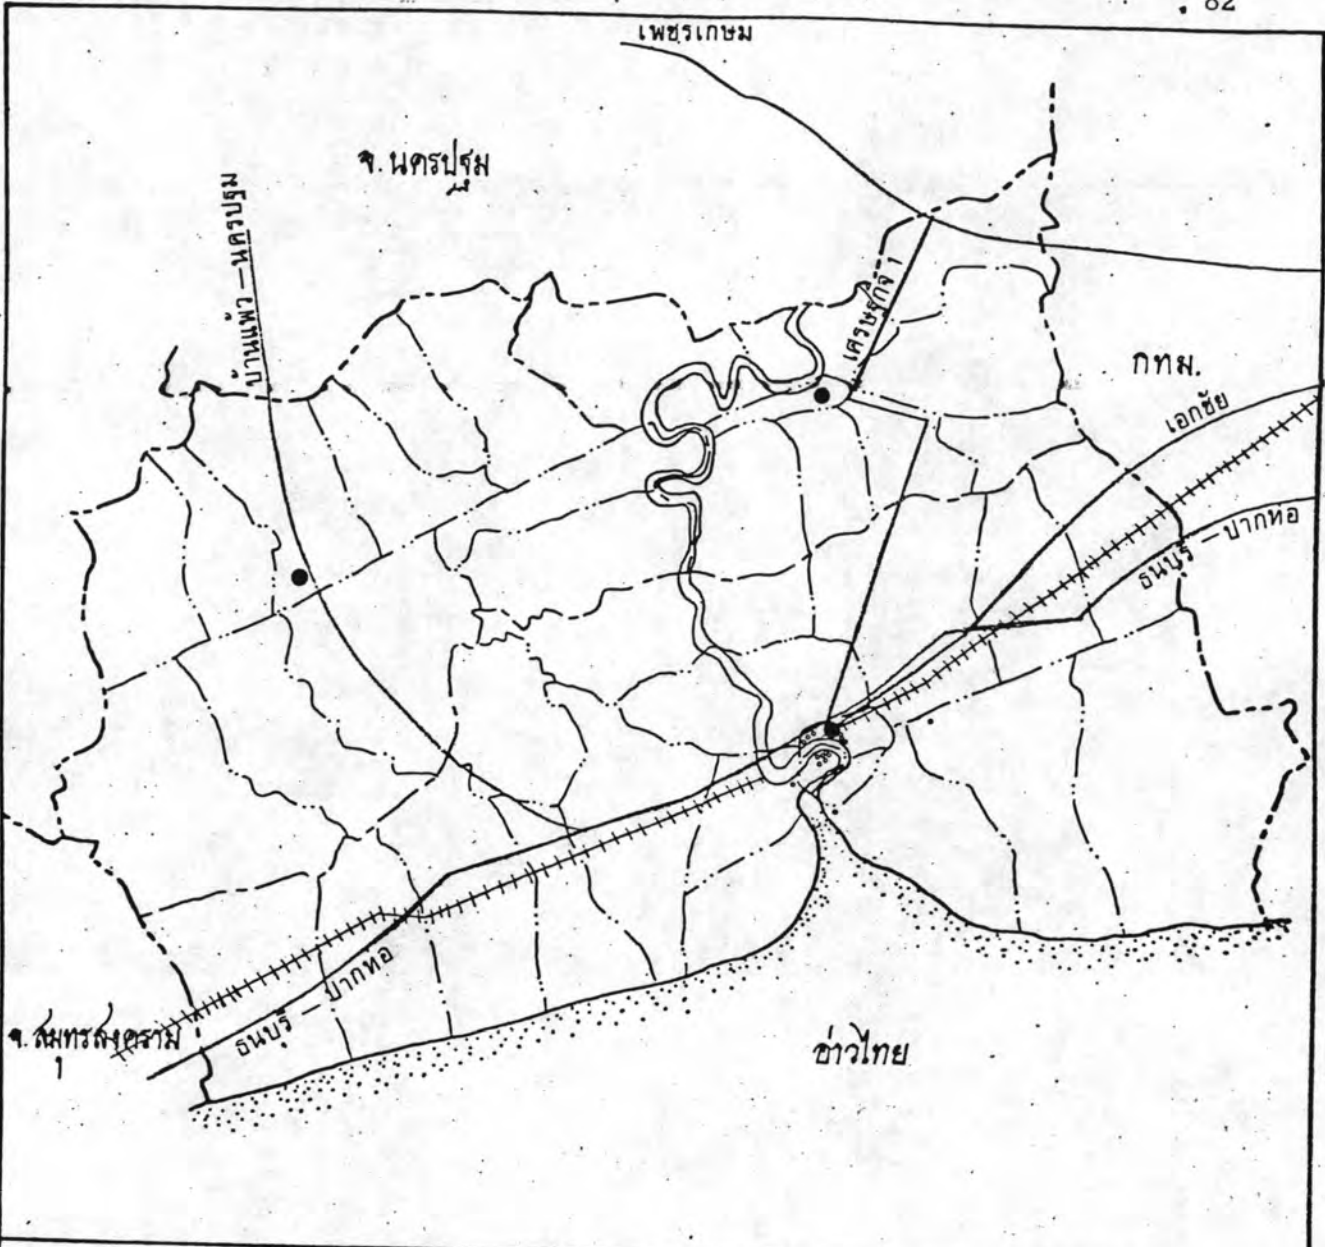 82
เพชรเกษม
จ.นครปฐม
บ้านแพ้ว – นครปฐม
เศรษฐกิจ 1
กทม.
เอกชัย
ธนบุรี – ปากท่อ
ธนบุรี – ปากท่อ
จ.สมุทรสงคราม
อ่าวไทย